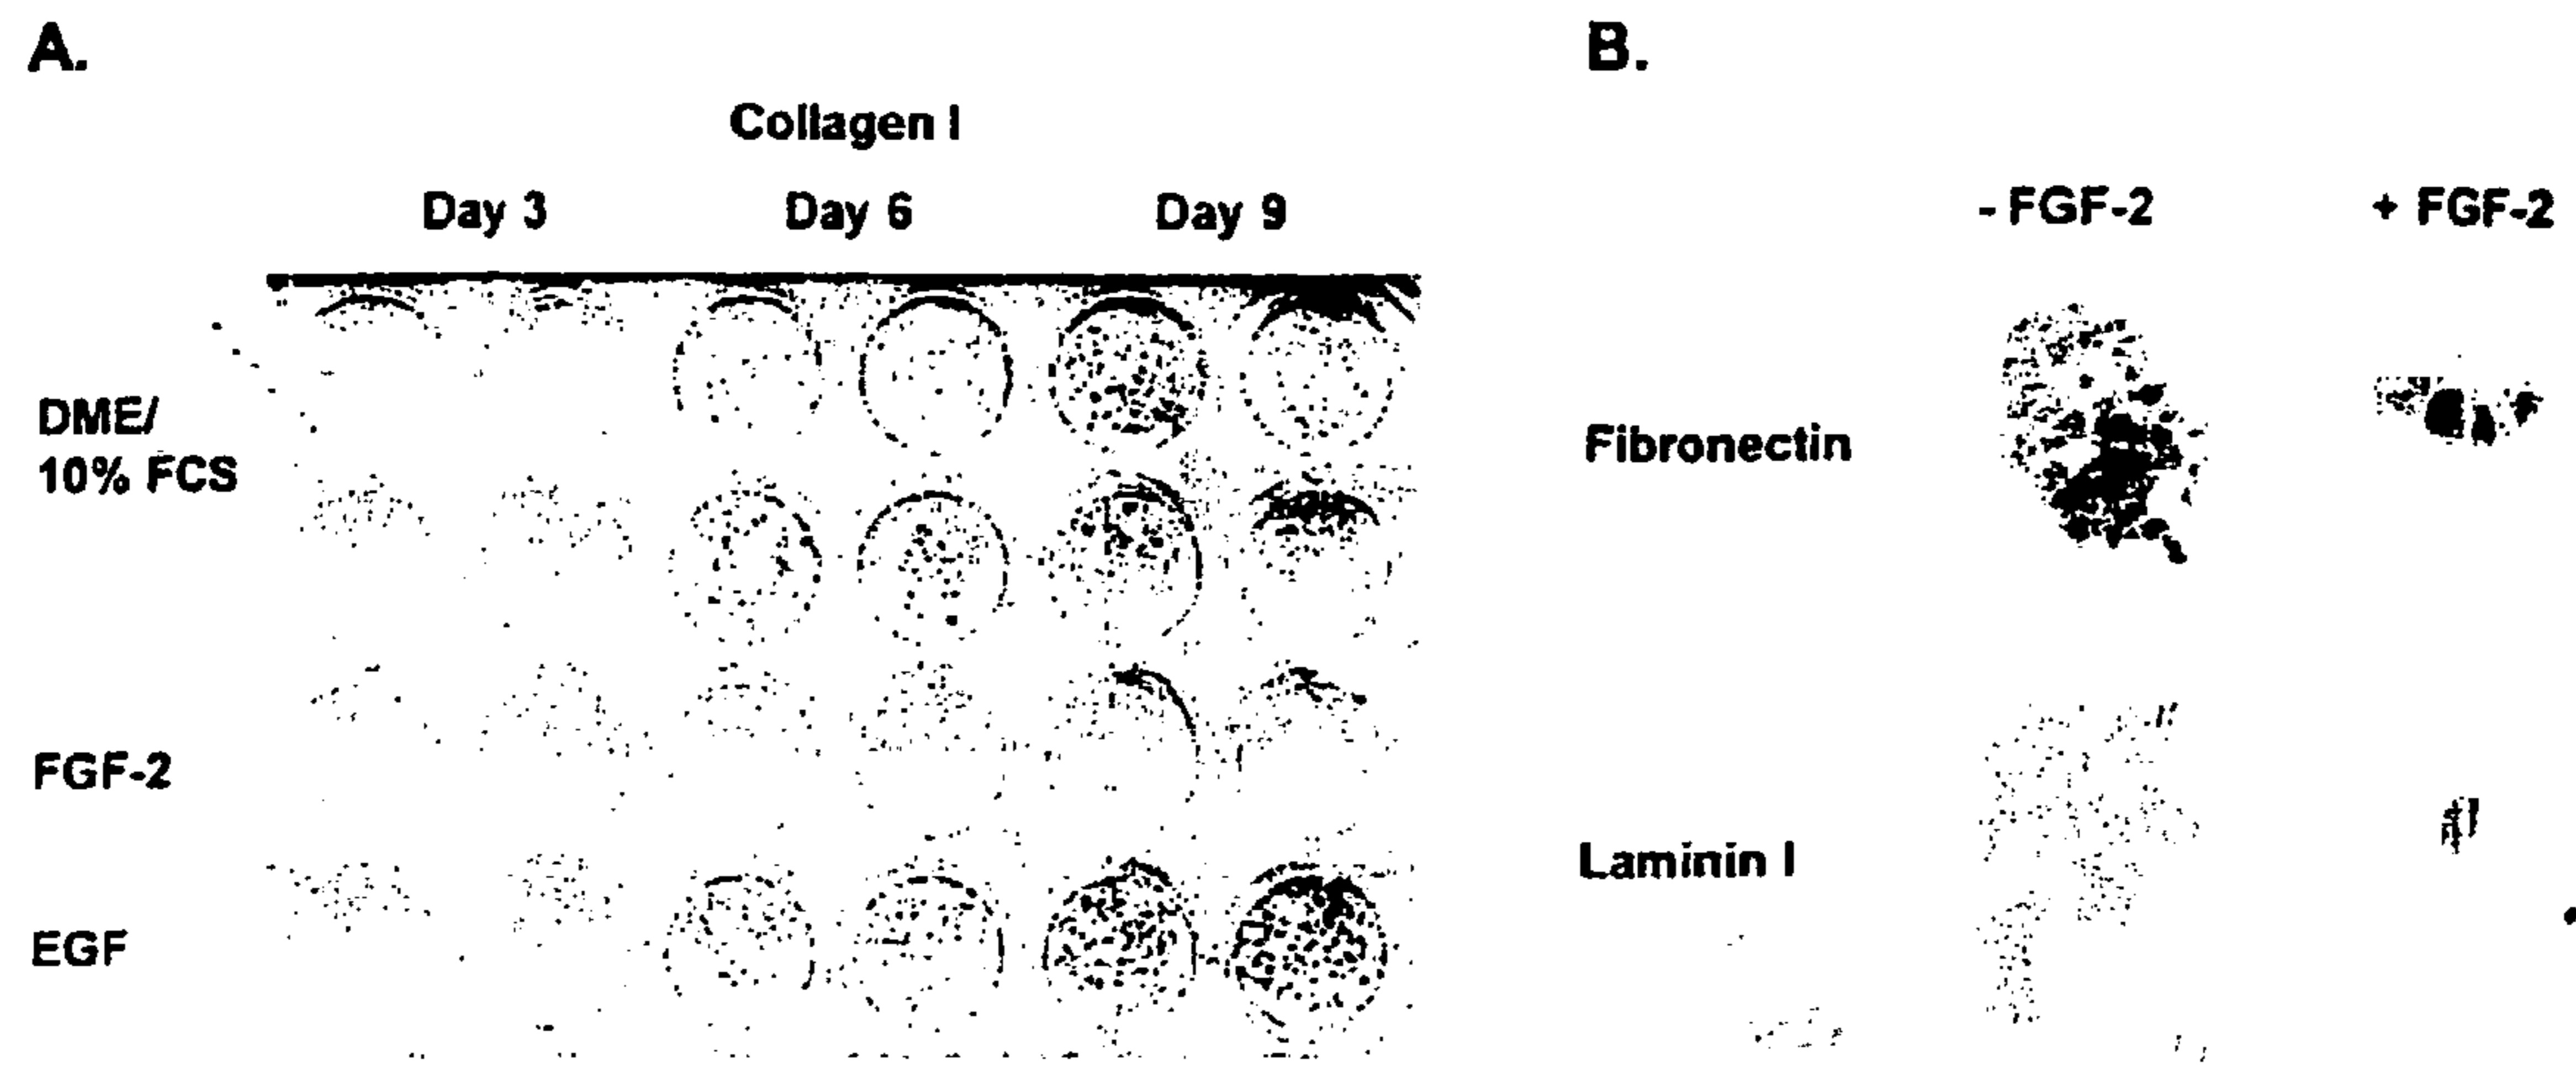 A.
Collagen I
Day 3 Day 6 Day 9
DME/
10% FCS
FGF-2
EGF
B.
- FGF-2 + FGF-2
Fibronectin
Laminin I